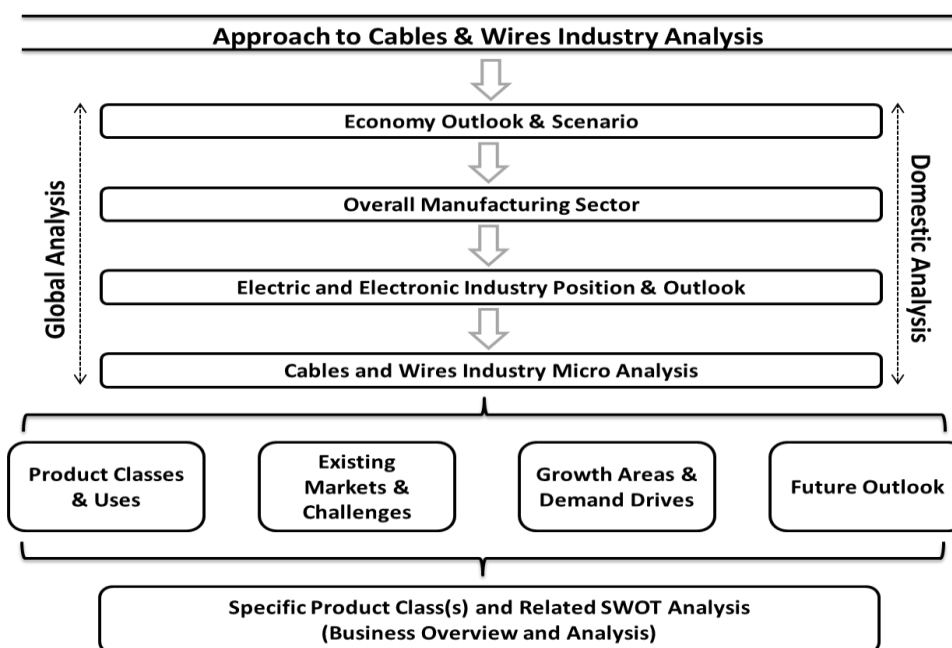 Approach to Cables & Wires Industry Analysis
Economy Outlook & Scenario
Overall Manufacturing Sector
Electric and Electronic Industry Position & Outlook
Cables and Wires Industry Micro Analysis
Global Analysis
Domestic Analysis
Product Classes
& Uses
Existing
Markets &
Challenges
Growth Areas &
Demand Drives
Future Outlook
Specific Product Class(s) and Related SWOT Analysis
(Business Overview and Analysis)